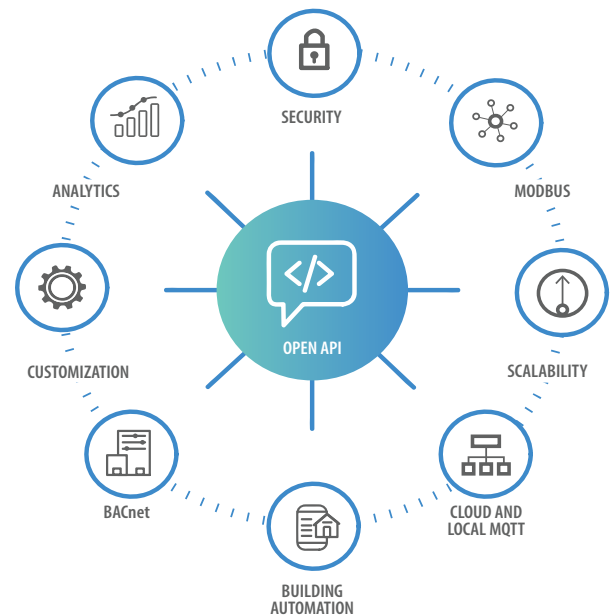 SECURITY
ANALYTICS
MODBUS
</>
OPEN API
CUSTOMIZATION
SCALABILITY
BACnet
CLOUD AND
LOCAL MQTT
BUILDING
AUTOMATION